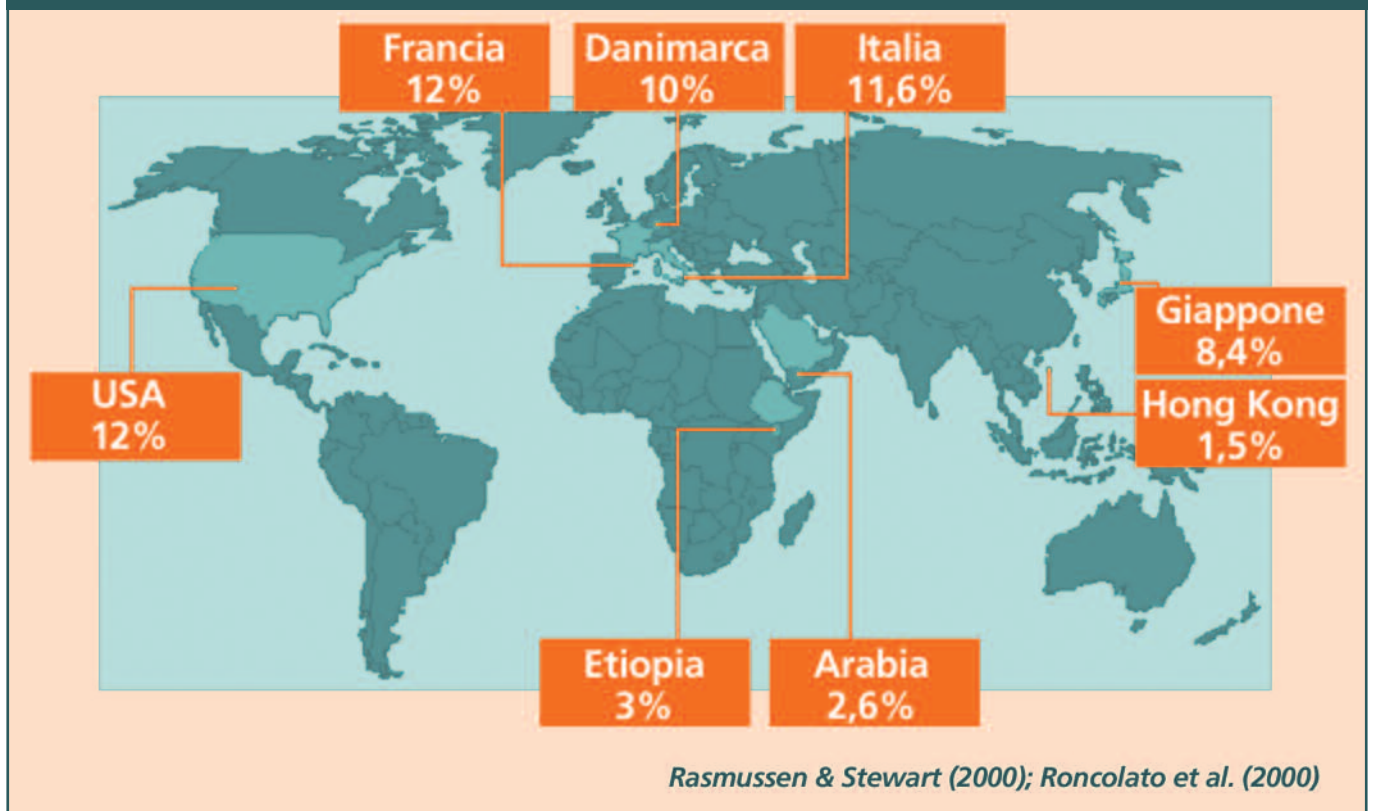 Francia
12%
Danimarca
10%
Italia
11,6%
USA
12%
Giappone
8,4%
Hong Kong
1,5%
Etiopia
3%
Arabia
2,6%
Rasmussen & Stewart (2000); Roncolato et al. (2000)